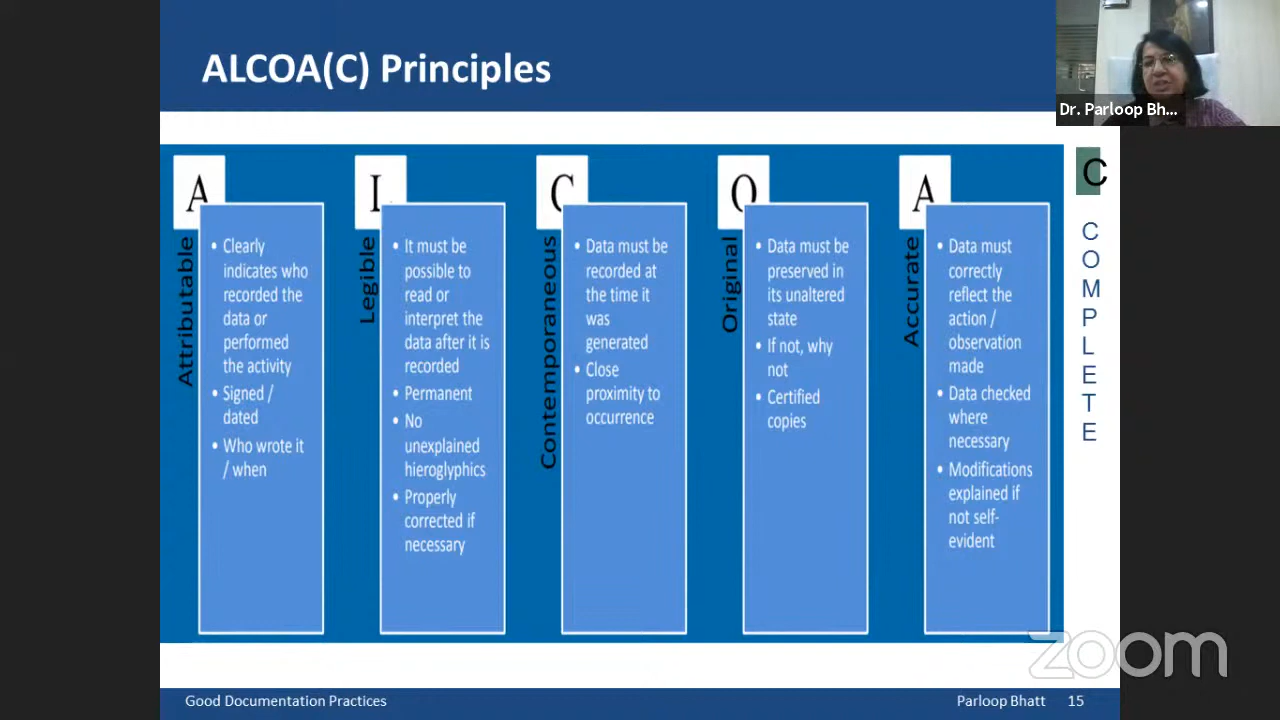 ALCOA(C) Principles
Dr. Parloop Bh...
A
Attributable
• Clearly
indicates who
recorded the
data or
performed
the activity
• Signed /
dated
• Who wrote it
/ when
L
Legible
• It must be
possible to
read or
interpret the
data after it is
recorded
• Permanent
• No
unexplained
hieroglyphics
• Properly
corrected if
necessary
C
Contemporaneous
• Data must be
recorded at
the time it
was
generated
• Close
proximity to
occurrence
O
Original
• Data must be
preserved in
its unaltered
state
• If not, why
not
• Certified
copies
A
Accurate
• Data must
correctly
reflect the
action /
observation
made
• Data checked
where
necessary
• Modifications
explained if
not self-
evident
C
COMPLETE
zoom
Good Documentation Practices
Parloop Bhatt 15